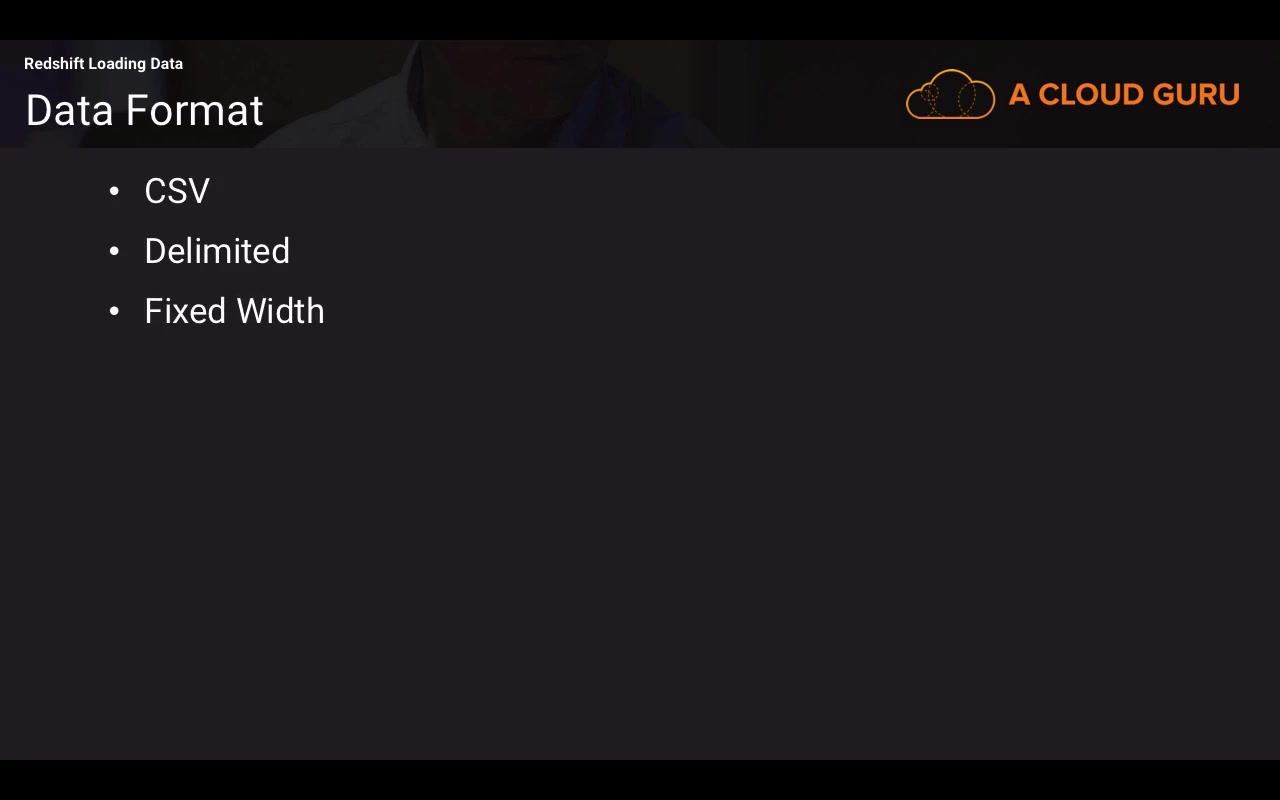 Redshift Loading Data
Data Format
A CLOUD GURU
• CSV
• Delimited
• Fixed Width